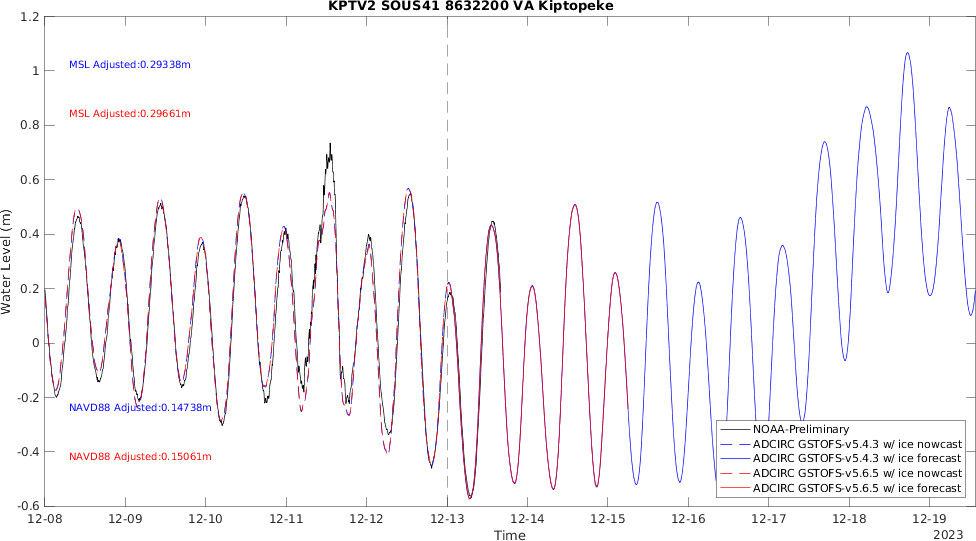 KPTV2 SOUS41 8632200 VA Kiptopeke
Water Level (m)
1.2
1
0.8
0.6
0.4
0.2
0
-0.2
-0.4
-0.6
MSL Adjusted:0.29338m
MSL Adjusted:0.29661m
NAVD88 Adjusted:0.14738m
NAVD88 Adjusted:0.15061m
NOAA-Preliminary
ADCIRC GSTOFS-v5.4.3 w/ ice nowcast
ADCIRC GSTOFS-v5.4.3 w/ ice forecast
ADCIRC GSTOFS-v5.6.5 w/ ice nowcast
ADCIRC GSTOFS-v5.6.5 w/ ice forecast
12-08 12-09 12-10 12-11 12-12 12-13 12-14 12-15 12-16 12-17 12-18 12-19
Time
2023